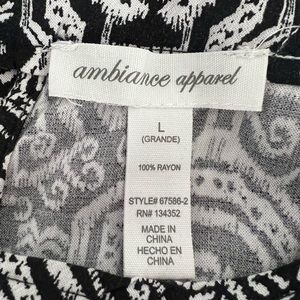 ambiance apparel
L
(GRANDE)
100% RAYON
STYLE# 67586-2
RN# 134352
MADE IN
CHINA
HECHO EN
CHINA